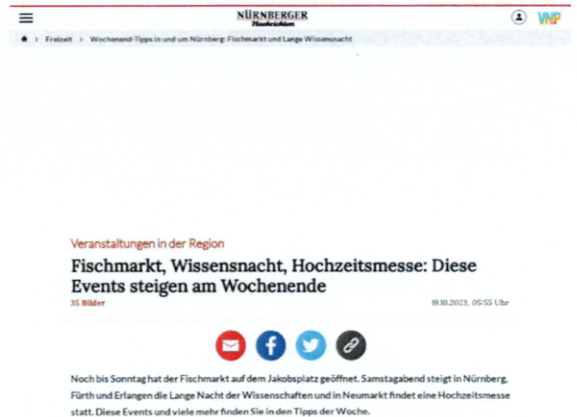 NÜRNBERGER
Nachrichten
VNP
> Freizeit > Wochenend-Tipps in und um Nürnberg: Fischmarkt und Lange Wissensnacht
Veranstaltungen in der Region
Fischmarkt, Wissensnacht, Hochzeitsmesse: Diese
Events steigen am Wochenende
35 Bilder
19.10.2023, 05:55 Uhr
Noch bis Sonntag hat der Fischmarkt auf dem Jakobsplatz geöffnet. Samstagabend steigt in Nürnberg,
Fürth und Erlangen die Lange Nacht der Wissenschaften und in Neumarkt findet eine Hochzeitsmesse
statt. Diese Events und viele mehr finden Sie in den Tipps der Woche.